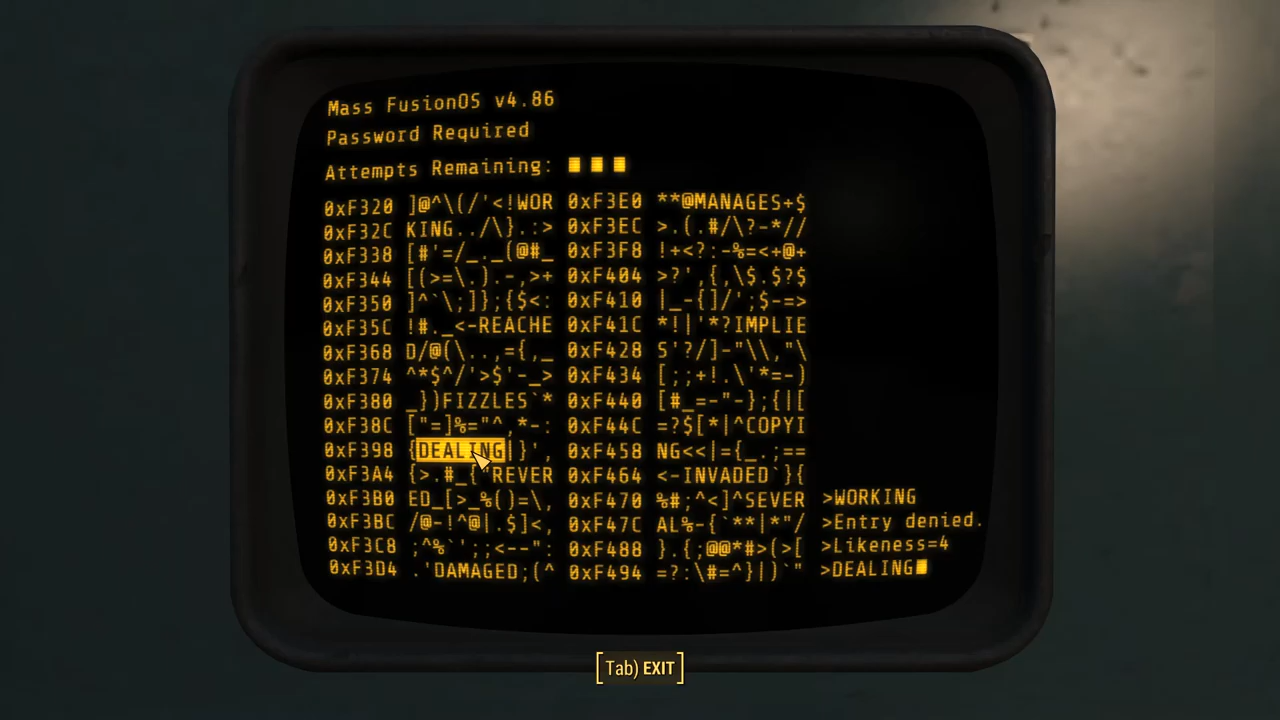 Mass FusionOS v4.86
Password Required
Attempts Remaining: ■ ■ ■
0xF320 ]@^\(/'<!WOR 0xF3E0 **@MANAGES+$
0xF32C KING../\}.:> 0xF3EC >.(.#/\?-*//
0xF338 [#'=/_._(@#_ 0xF3F8 !+<?:-%=<+@+
0xF344 [(>=\.).-,>+ 0xF404 >?',{,\$.$?$
0xF350 ]^`\;]};{$<: 0xF410 |_-{]/';$-=>
0xF35C !#._<-REACHE 0xF41C *!|'*?IMPLIE
0xF368 D/@(\..,={,_ 0xF428 S'?/]-"\\,"\
0xF374 ^*$^/'>$'-_> 0xF434 [;;+!.\'*=-)
0xF380 _})FIZZLES`* 0xF440 [#_=-"-};{|[
0xF38C ["=]%="^,*-: 0xF44C =?$[*|^COPYI
0xF398 {DEALING|}', 0xF458 NG<<|={_.;==
0xF3A4 {>.#_{"REVER 0xF464 <-INVADED`}{
0xF3B0 ED_[>_%()=\, 0xF470 %#;^<]^SEVER >WORKING
0xF3BC /@-!^@|.$]<, 0xF47C AL%-{`**|*"/ >Entry denied.
0xF3C8 ;^%`';;<--": 0xF488 }.{;@@*#>(>[ >Likeness=4
0xF3D4 .'DAMAGED;(^ 0xF494 =?:\#=^}|)`" >DEALING■
[Tab) EXIT]